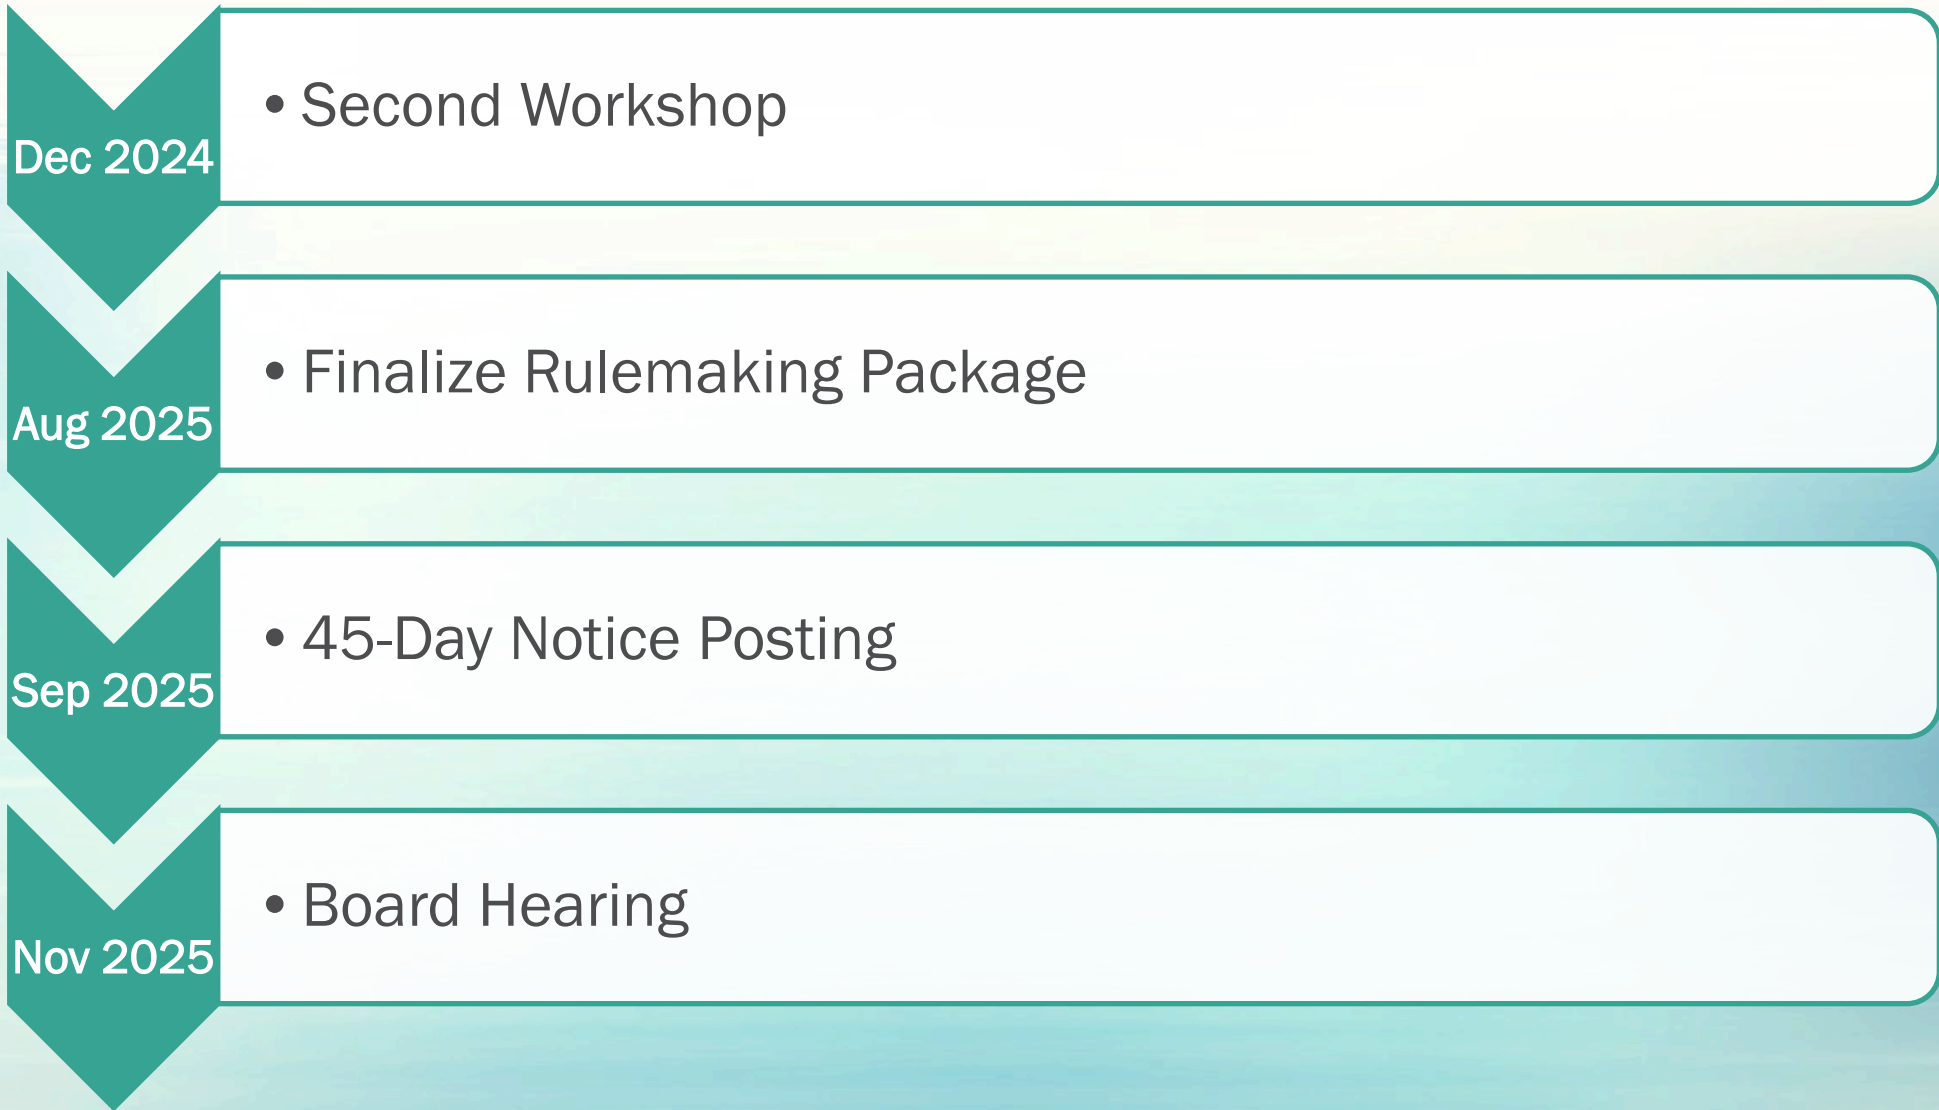 Dec 2024
• Second Workshop
Aug 2025
• Finalize Rulemaking Package
Sep 2025
• 45-Day Notice Posting
Nov 2025
• Board Hearing